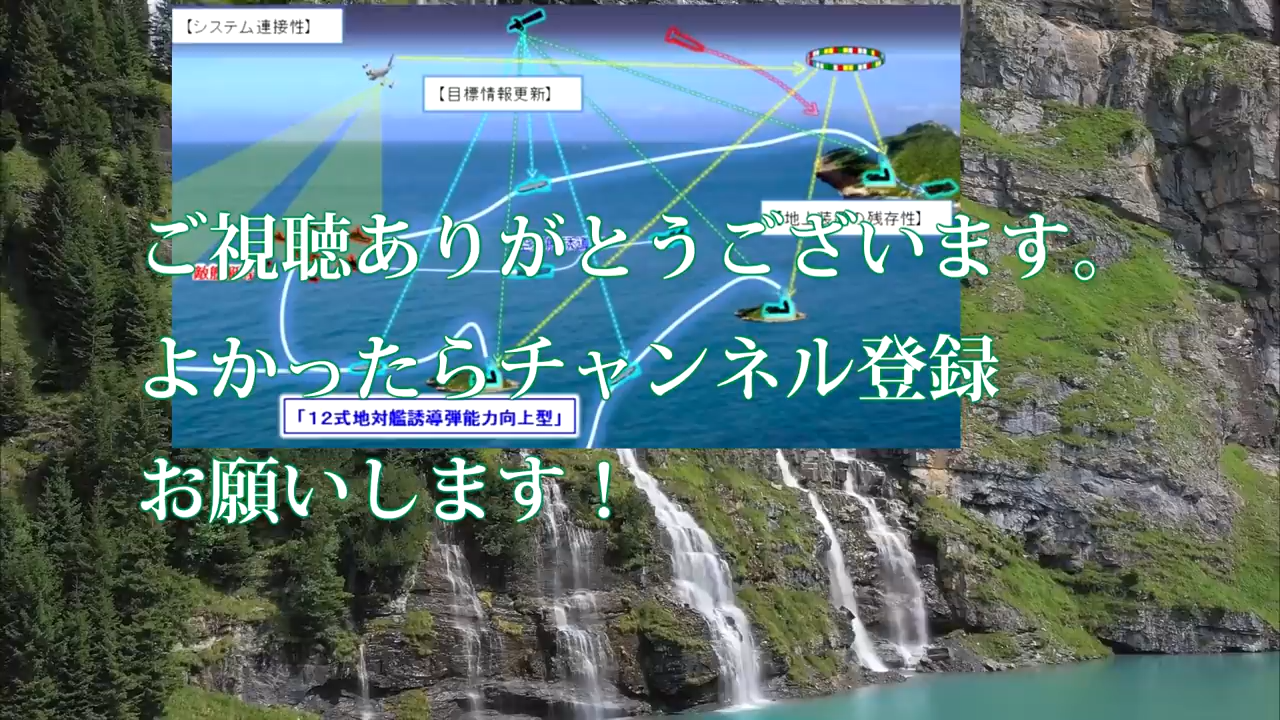 【システム連接性】
【目標情報更新】
残存性】
ご視聴ありがとうございます。
よかったらチャンネル登録
「12式地対艦誘導弾能力向上型」
お願いします！